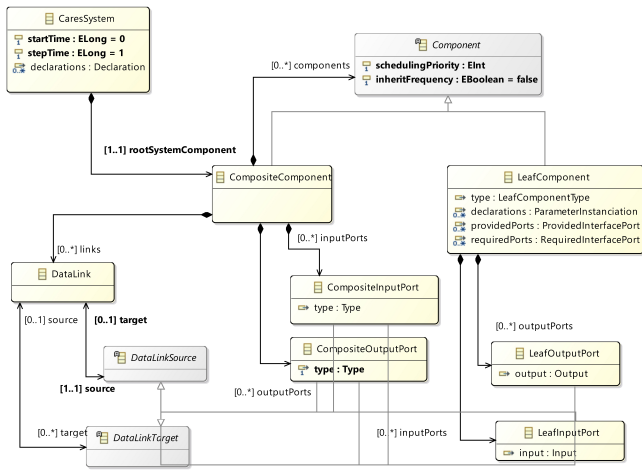 CaresSystem
startTime : ELong = 0
stepTime : ELong = 1
declarations : Declaration
Component
schedulingPriority : EInt
inheritFrequency : EBoolean = false
[0..*] components
[1..1] rootSystemComponent
CompositeComponent
LeafComponent
type : LeafComponentType
declarations : ParameterInstanciation
providedPorts : ProvidedInterfacePort
requiredPorts : RequiredInterfacePort
[0..*] links
[0..*] inputPorts
DataLink
CompositeInputPort
type : Type
[0..1] source
[0..1] target
[0..*] outputPorts
DataLinkSource
CompositeOutputPort
type : Type
LeafOutputPort
output : Output
[1..1] source
[0..*] outputPorts
[0..*] target
DataLinkTarget
[0..*] inputPorts
LeafInputPort
input : Input